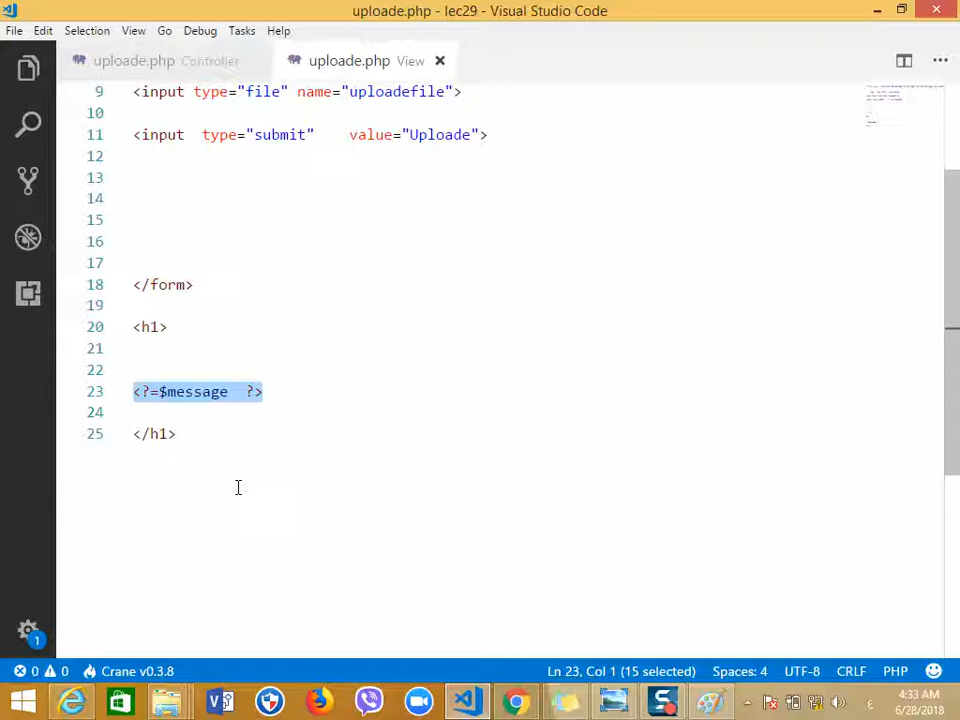 uploade.php - lec29 - Visual Studio Code
File Edit Selection View Go Debug Tasks Help
uploade.php Controller uploade.php View
9 <input type="file" name="uploadefile">
10
11 <input  type="submit"    value="Uploade">
12
13
14
15
16
17
18 </form>
19
20 <h1>
21
22
23 <?=$message  ?>
24
25 </h1>
1
0 0 Crane v0.3.8 Ln 23, Col 1 (15 selected) Spaces: 4 UTF-8 CRLF PHP
4:33 AM
6/28/2018